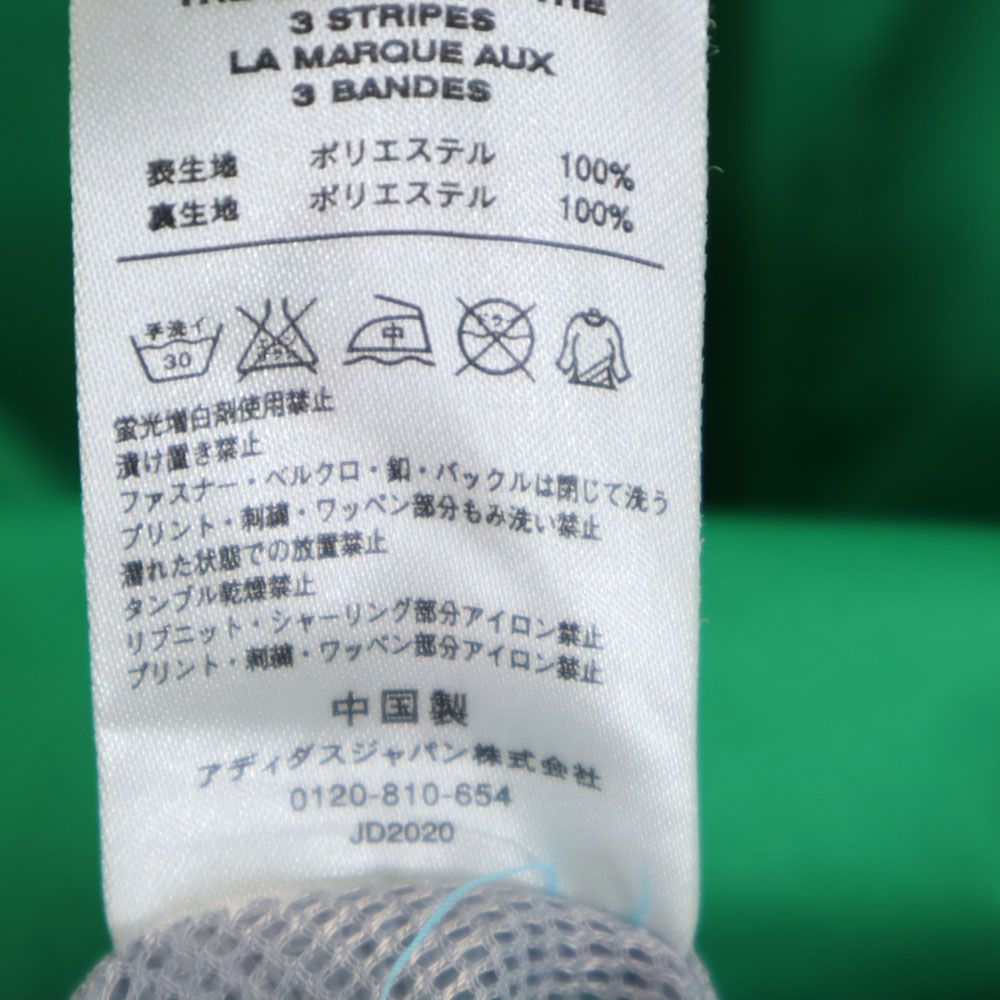 3 STRIPES
LA MARQUE AUX
3 BANDES
表生地 ポリエステル 100%
裏生地 ポリエステル 100%
手洗イ
30
中
蛍光増白剤使用禁止
漬け置き禁止
ファスナー・ベルクロ・釦・バックルは閉じて洗う
プリント・刺繍・ワッペン部分もみ洗い禁止
濡れた状態での放置禁止
タンブル乾燥禁止
リブニット・シャーリング部分アイロン禁止
プリント・刺繍・ワッペン部分アイロン禁止
中国製
アディダスジャパン株式会社
0120-810-654
JD2020